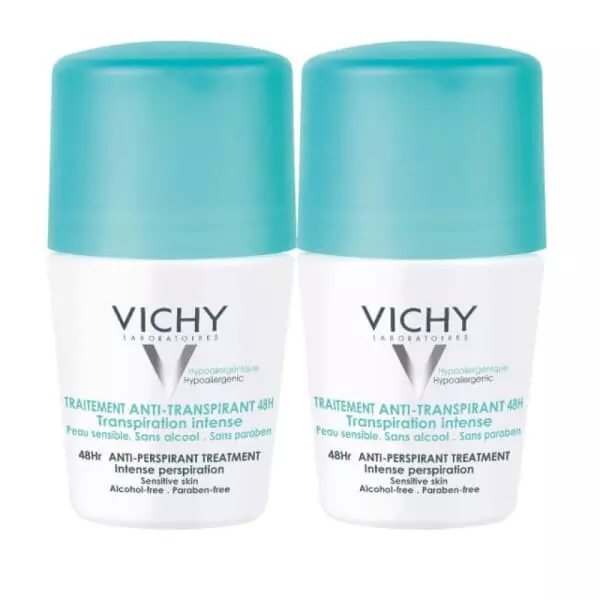 VICHY
LABORATOIRES
Hypoallergénique
Hypoallergenic
TRAITEMENT ANTI-TRANSPIRANT 48H
Transpiration intense
Peau sensible. Sans alcool. Sans paraben
48Hr ANTI-PERSPIRANT TREATMENT
Intense perspiration
Sensitive skin
Alcohol-free. Paraben-free
VICHY
LABORATOIRES
Hypoallergénique
Hypoallergenic
TRAITEMENT ANTI-TRANSPIRANT 48H
Transpiration intense
Peau sensible. Sans alcool. Sans paraben
48Hr ANTI-PERSPIRANT TREATMENT
Intense perspiration
Sensitive skin
Alcohol-free. Paraben-free